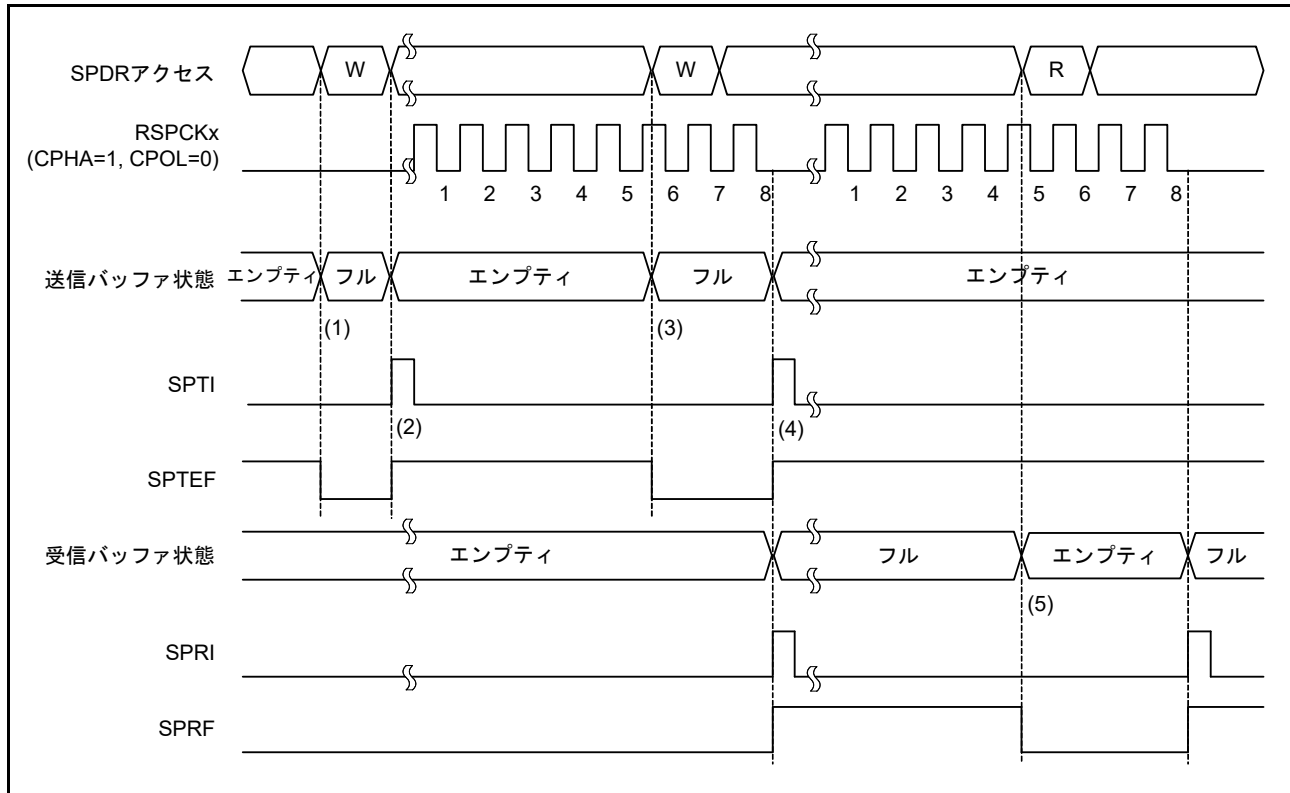 SPDRアクセス
W
W
R
RSPCKx
(CPHA=1, CPOL=0)
1 2 3 4 5 6 7 8
1 2 3 4 5 6 7 8
送信バッファ状態
エンプティ
フル
エンプティ
フル
エンプティ
(1)
(3)
SPTI
(2)
(4)
SPTEF
受信バッファ状態
エンプティ
フル
エンプティ
フル
(5)
SPRI
SPRF